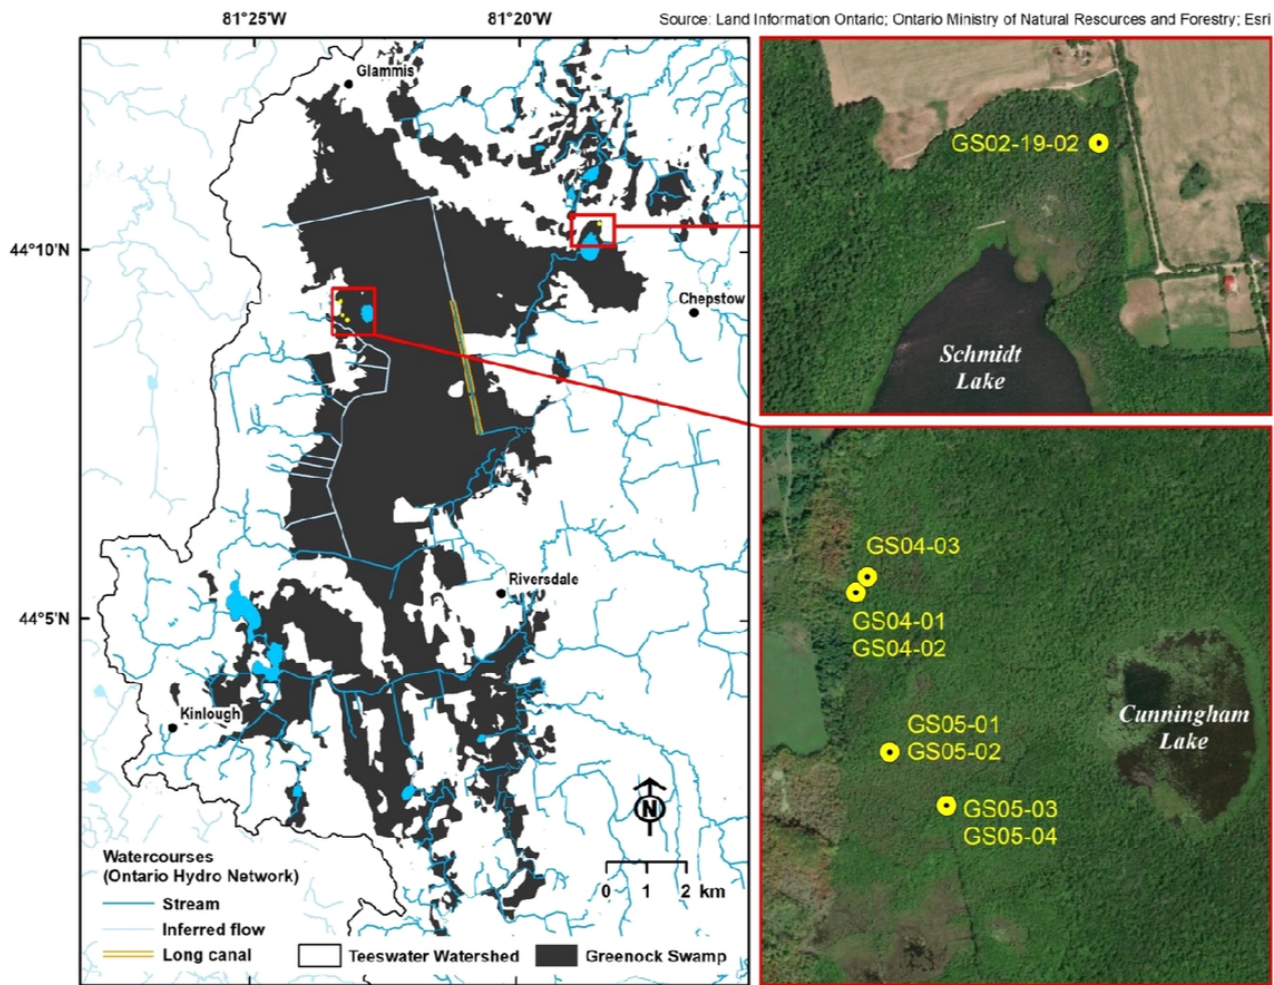 81°25'W
81°20'W
Source: Land Information Ontario; Ontario Ministry of Natural Resources and Forestry; Esri
Glammis
44°10'N
Chepstow
44°5'N
Riversdale
Kinlough
N
0 1 2 km
Watercourses
(Ontario Hydro Network)
Stream
Inferred flow
Long canal
Teeswater Watershed
Greenock Swamp
GS02-19-02
Schmidt
Lake
GS04-03
GS04-01
GS04-02
GS05-01
GS05-02
Cunningham
Lake
GS05-03
GS05-04